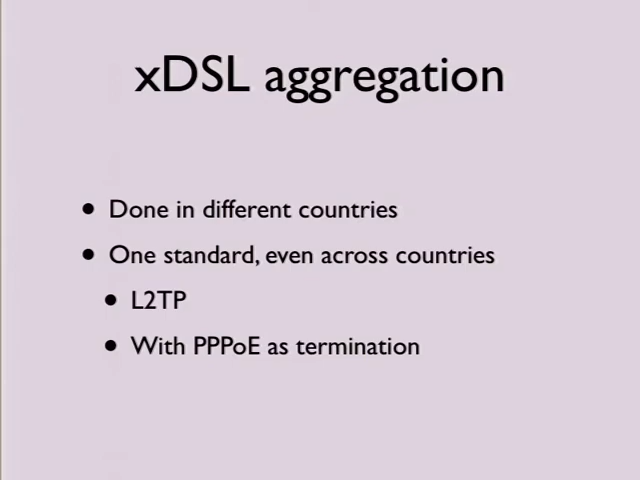 xDSL aggregation
• Done in different countries
• One standard, even across countries
• L2TP
• With PPPoE as termination